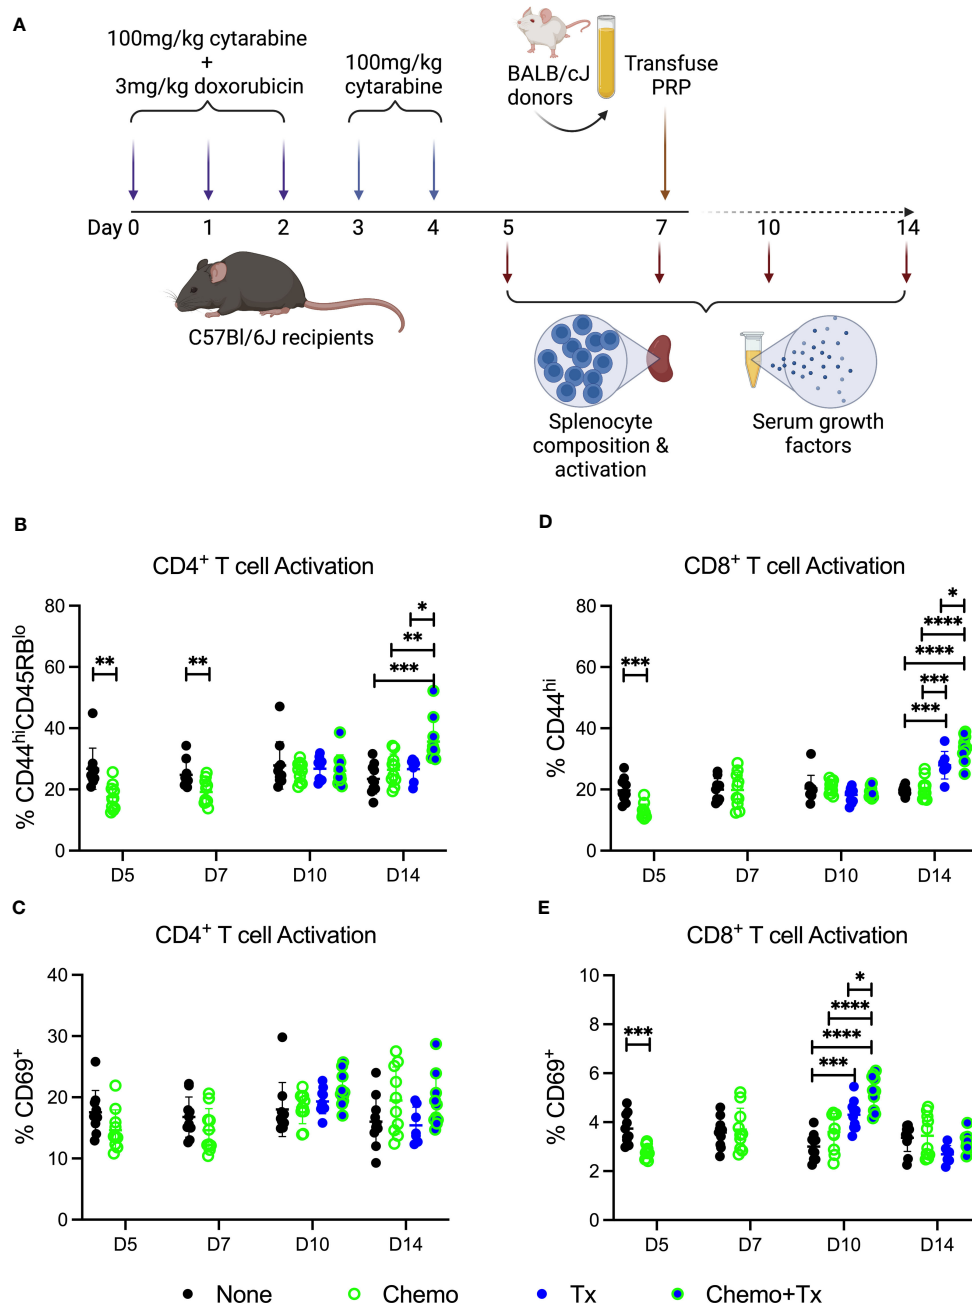 A
100mg/kg cytarabine
+
3mg/kg doxorubicin
100mg/kg
cytarabine
BALB/cJ
donors
Transfuse
PRP
Day 0 1 2 3 4 5 7 10 14
C57Bl/6J recipients
Splenocyte
composition &
activation
Serum growth
factors
B
CD4+ T cell Activation
% CD44hiCD45RBlo
80
60
40
20
0
** ** * ** ***
D5 D7 D10 D14
D
CD8+ T cell Activation
% CD44hi
80
60
40
20
0
*** * **** **** *** ***
D5 D7 D10 D14
C
CD4+ T cell Activation
% CD69+
40
30
20
10
0
D5 D7 D10 D14
E
CD8+ T cell Activation
% CD69+
10
8
6
4
2
0
*** * **** **** ***
D5 D7 D10 D14
None Chemo Tx Chemo+Tx